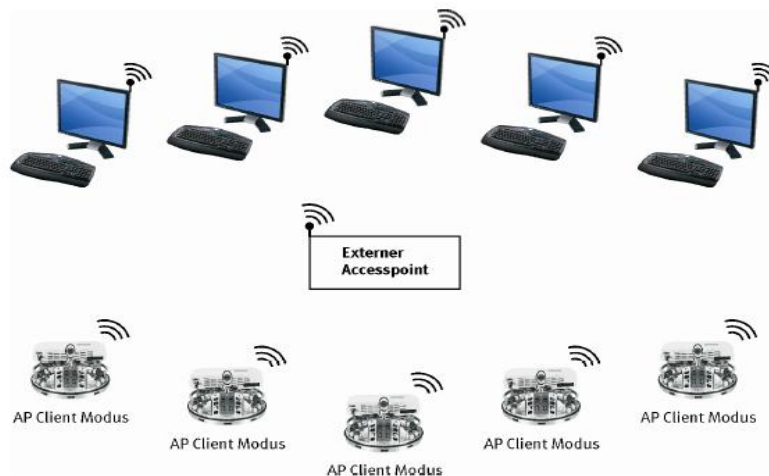 Externer
Accesspoint
AP Client Modus
AP Client Modus
AP Client Modus
AP Client Modus
AP Client Modus